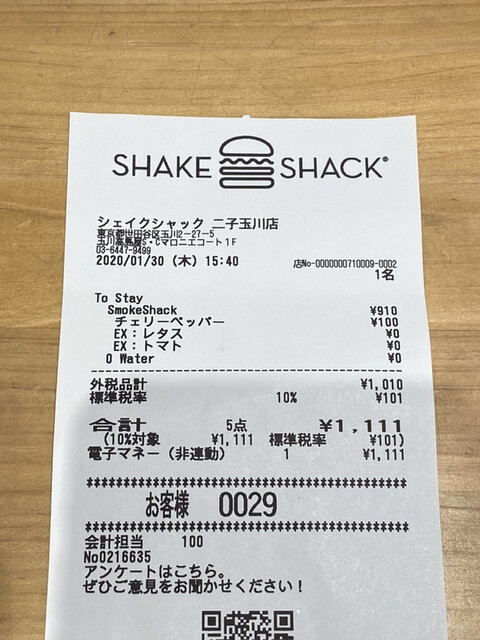 SHAKE SHACK®
シェイクシャック 二子玉川店
東京都世田谷区玉川2-27-5
玉川高島屋S・Cマロニエコート1F
03-6447-9499
2020/01/30 (木) 15:40 店No-0000000710009-0002
1名
To Stay
SmokeShack ¥910
チェリーペッパー ¥100
EX:レタス ¥0
EX:トマト ¥0
0 Water ¥0
外税品計 ¥1,010
標準税率 10% ¥101
合計 5点 ¥1,111
(10%対象 ¥1,111 標準税率 ¥101)
電子マネー(非連動) 1 ¥1,111
お客様 0029
会計担当 100
No0216635
アンケートはこちら。
ぜひご意見をお聞かせください!